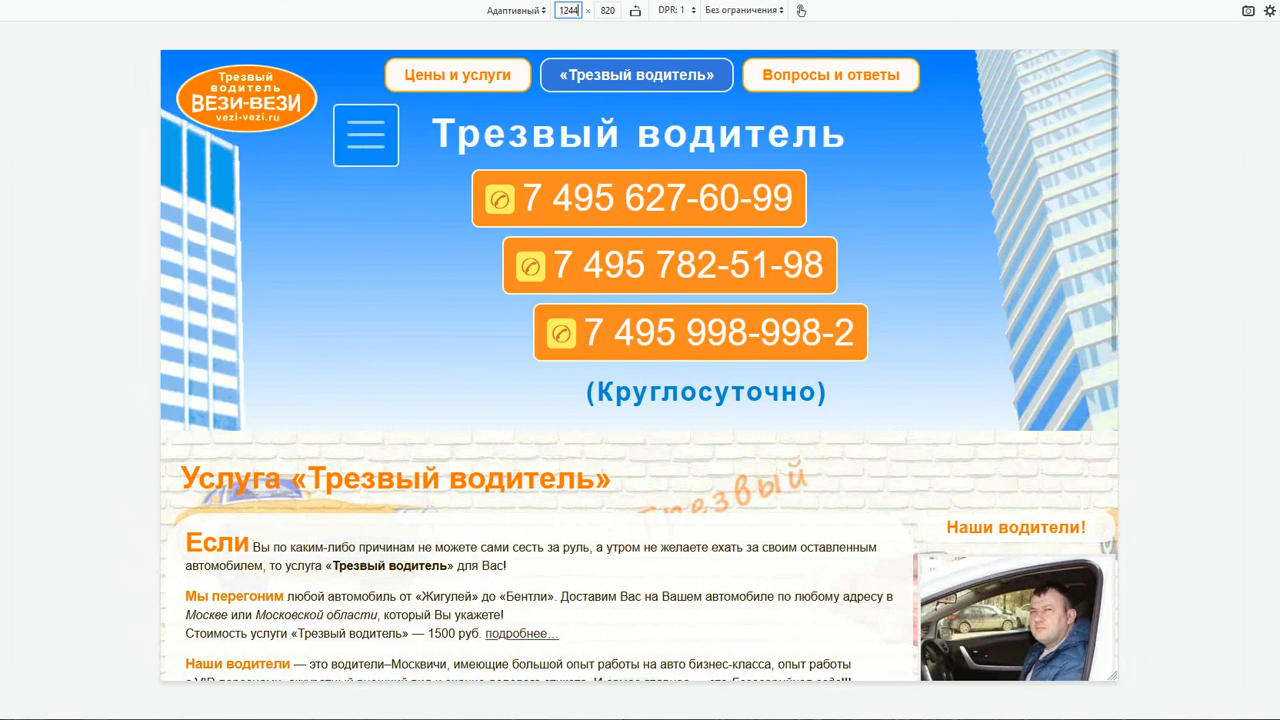 Адаптивный 1244 × 820 DPR: 1 Без ограничения
Трезвый
водитель
ВЕЗИ-ВЕЗИ
vezi-vezi.ru
Цены и услуги «Трезвый водитель» Вопросы и ответы
Трезвый водитель
7 495 627-60-99
7 495 782-51-98
7 495 998-998-2
(Круглосуточно)
Услуга «Трезвый водитель»
Трезвый
Наши водители!
Если Вы по каким-либо причинам не можете сами сесть за руль, а утром не желаете ехать за своим оставленным
автомобилем, то услуга «Трезвый водитель» для Вас!
Мы перегоним любой автомобиль от «Жигулей» до «Бентли». Доставим Вас на Вашем автомобиле по любому адресу в
Москве или Московской области, который Вы укажете!
Стоимость услуги «Трезвый водитель» — 1500 руб. подробнее...
Наши водители — это водители–Москвичи, имеющие большой опыт работы на авто бизнес-класса, опыт работы